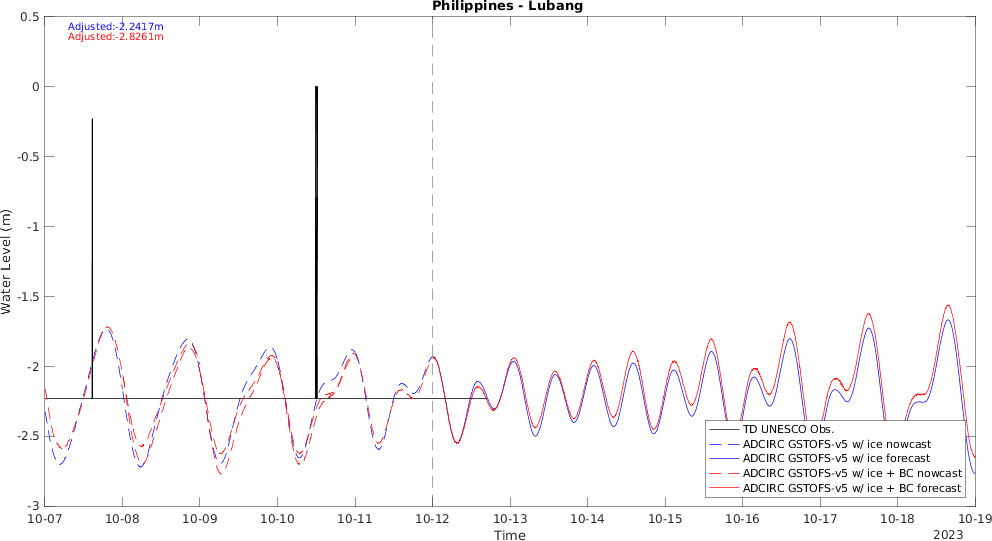 Philippines - Lubang
Adjusted:-2.2417m
Adjusted:-2.8261m
0.5
0
-0.5
-1
-1.5
-2
-2.5
-3
Water Level (m)
10-07 10-08 10-09 10-10 10-11 10-12 10-13 10-14 10-15 10-16 10-17 10-18 10-19
Time
2023
TD UNESCO Obs.
ADCIRC GSTOFS-v5 w/ ice nowcast
ADCIRC GSTOFS-v5 w/ ice forecast
ADCIRC GSTOFS-v5 w/ ice + BC nowcast
ADCIRC GSTOFS-v5 w/ ice + BC forecast